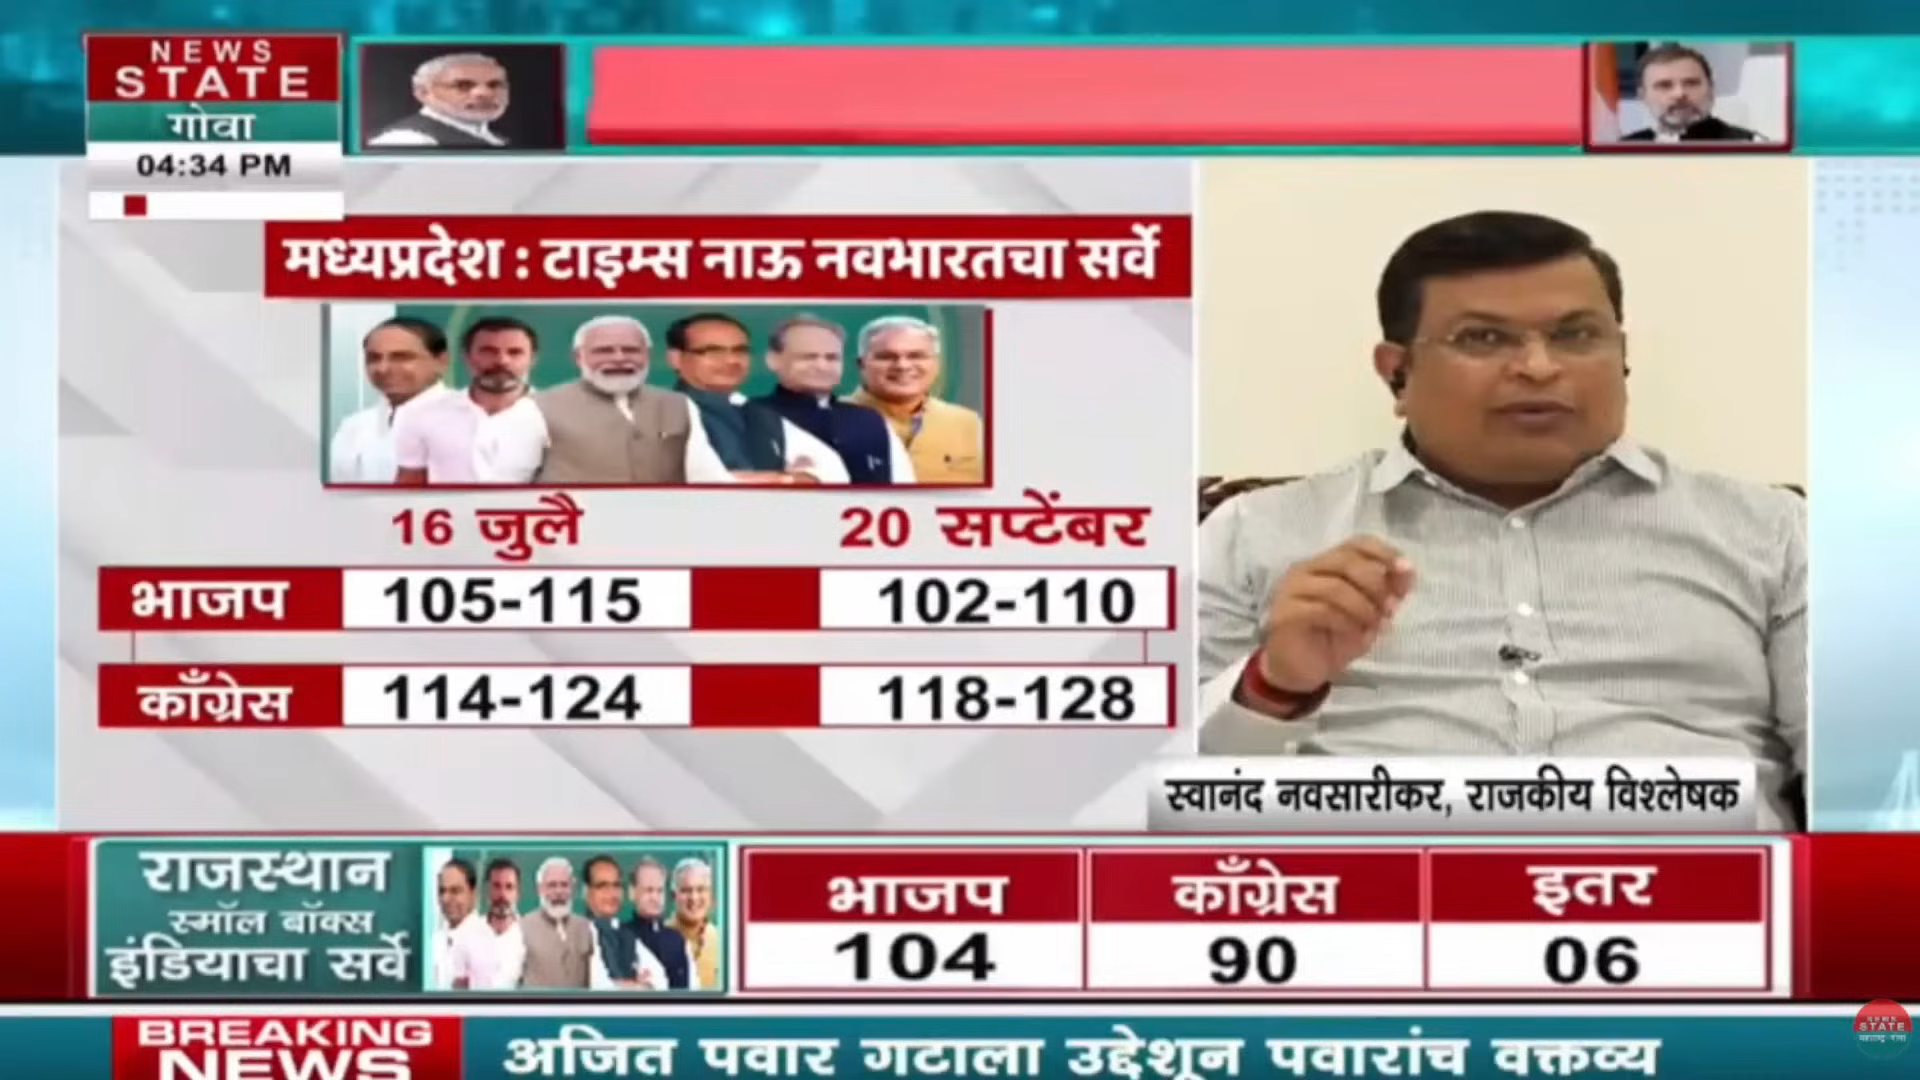 NEWS
STATE
गोवा
04:34 PM
मध्यप्रदेश : टाइम्स नाऊ नवभारतचा सर्वे
16 जुलै 20 सप्टेंबर
भाजप 105-115 102-110
काँग्रेस 114-124 118-128
स्वानंद नवसारीकर, राजकीय विश्लेषक
राजस्थान
स्मॉल बॉक्स
इंडियाचा सर्वे
भाजप काँग्रेस इतर
104 90 06
BREAKING
NEWS
अजित पवार गटाला उद्देशून पवारांच वक्तव्य
NEWS
STATE